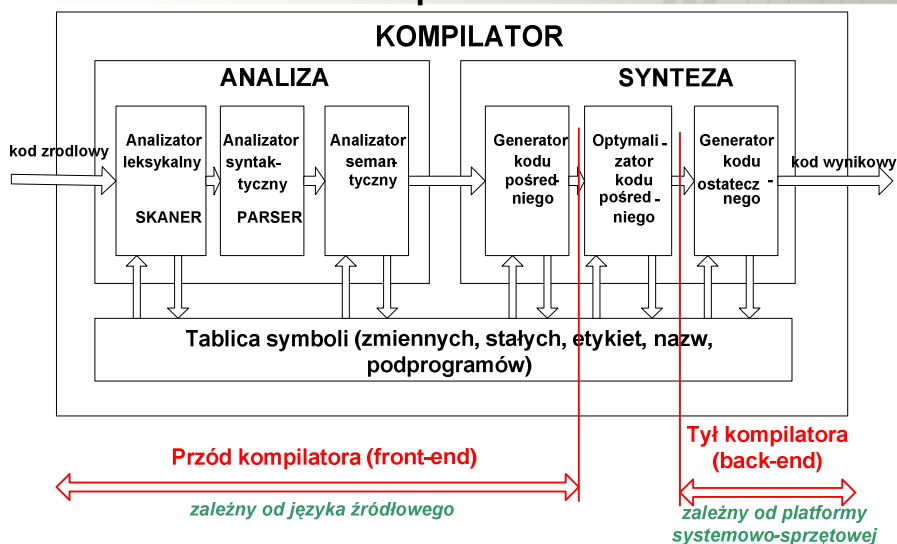 KOMPILATOR
ANALIZA
SYNTEZA
kod zrodlowy
Analizator
leksykalny
SKANER
Analizator
syntak-
tyczny
PARSER
Analizator
seman-
tyczny
Generator
kodu
pośred-
niego
Optymali-
zator
kodu
pośred-
niego
Generator
kodu
ostatecz-
nego
kod wynikowy
Tablica symboli (zmiennych, stałych, etykiet, nazw,
podprogramów)
Przód kompilatora (front-end)
zależny od języka źródłowego
Tył kompilatora
(back-end)
zależny od platformy
systemowo-sprzętowej